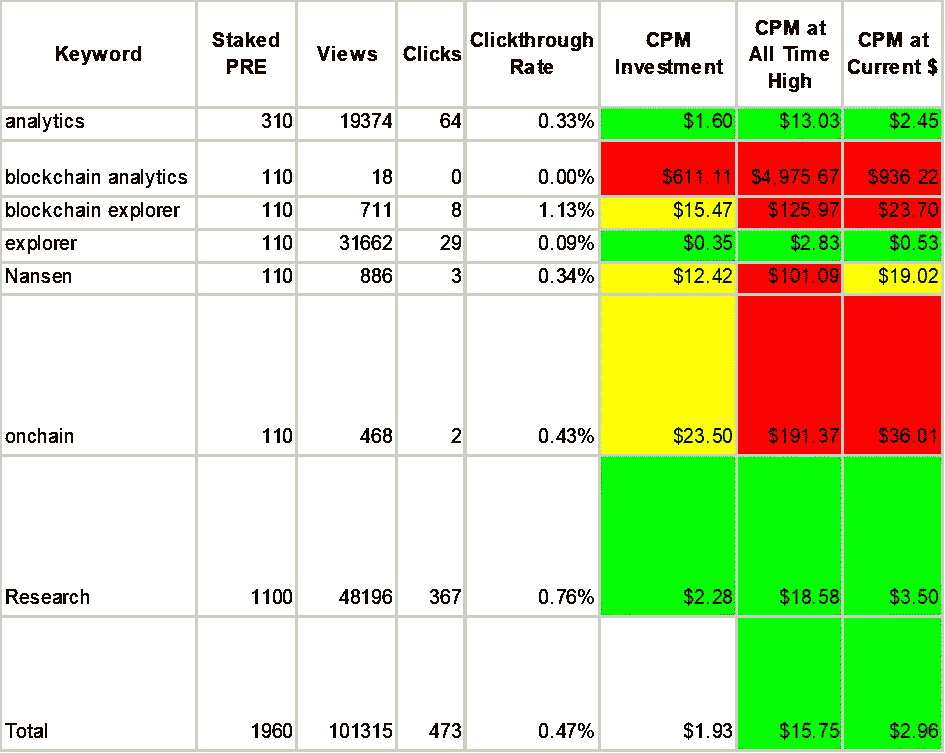 Keyword Staked PRE Views Clicks Clickthrough Rate CPM Investment CPM at All Time High CPM at Current $
analytics 310 19374 64 0.33% $1.60 $13.03 $2.45
blockchain analytics 110 18 0 0.00% $611.11 $4,975.67 $936.22
blockchain explorer 110 711 8 1.13% $15.47 $125.97 $23.70
explorer 110 31662 29 0.09% $0.35 $2.83 $0.53
Nansen 110 886 3 0.34% $12.42 $101.09 $19.02
onchain 110 468 2 0.43% $23.50 $191.37 $36.01
Research 1100 48196 367 0.76% $2.28 $18.58 $3.50
Total 1960 101315 473 0.47% $1.93 $15.75 $2.96